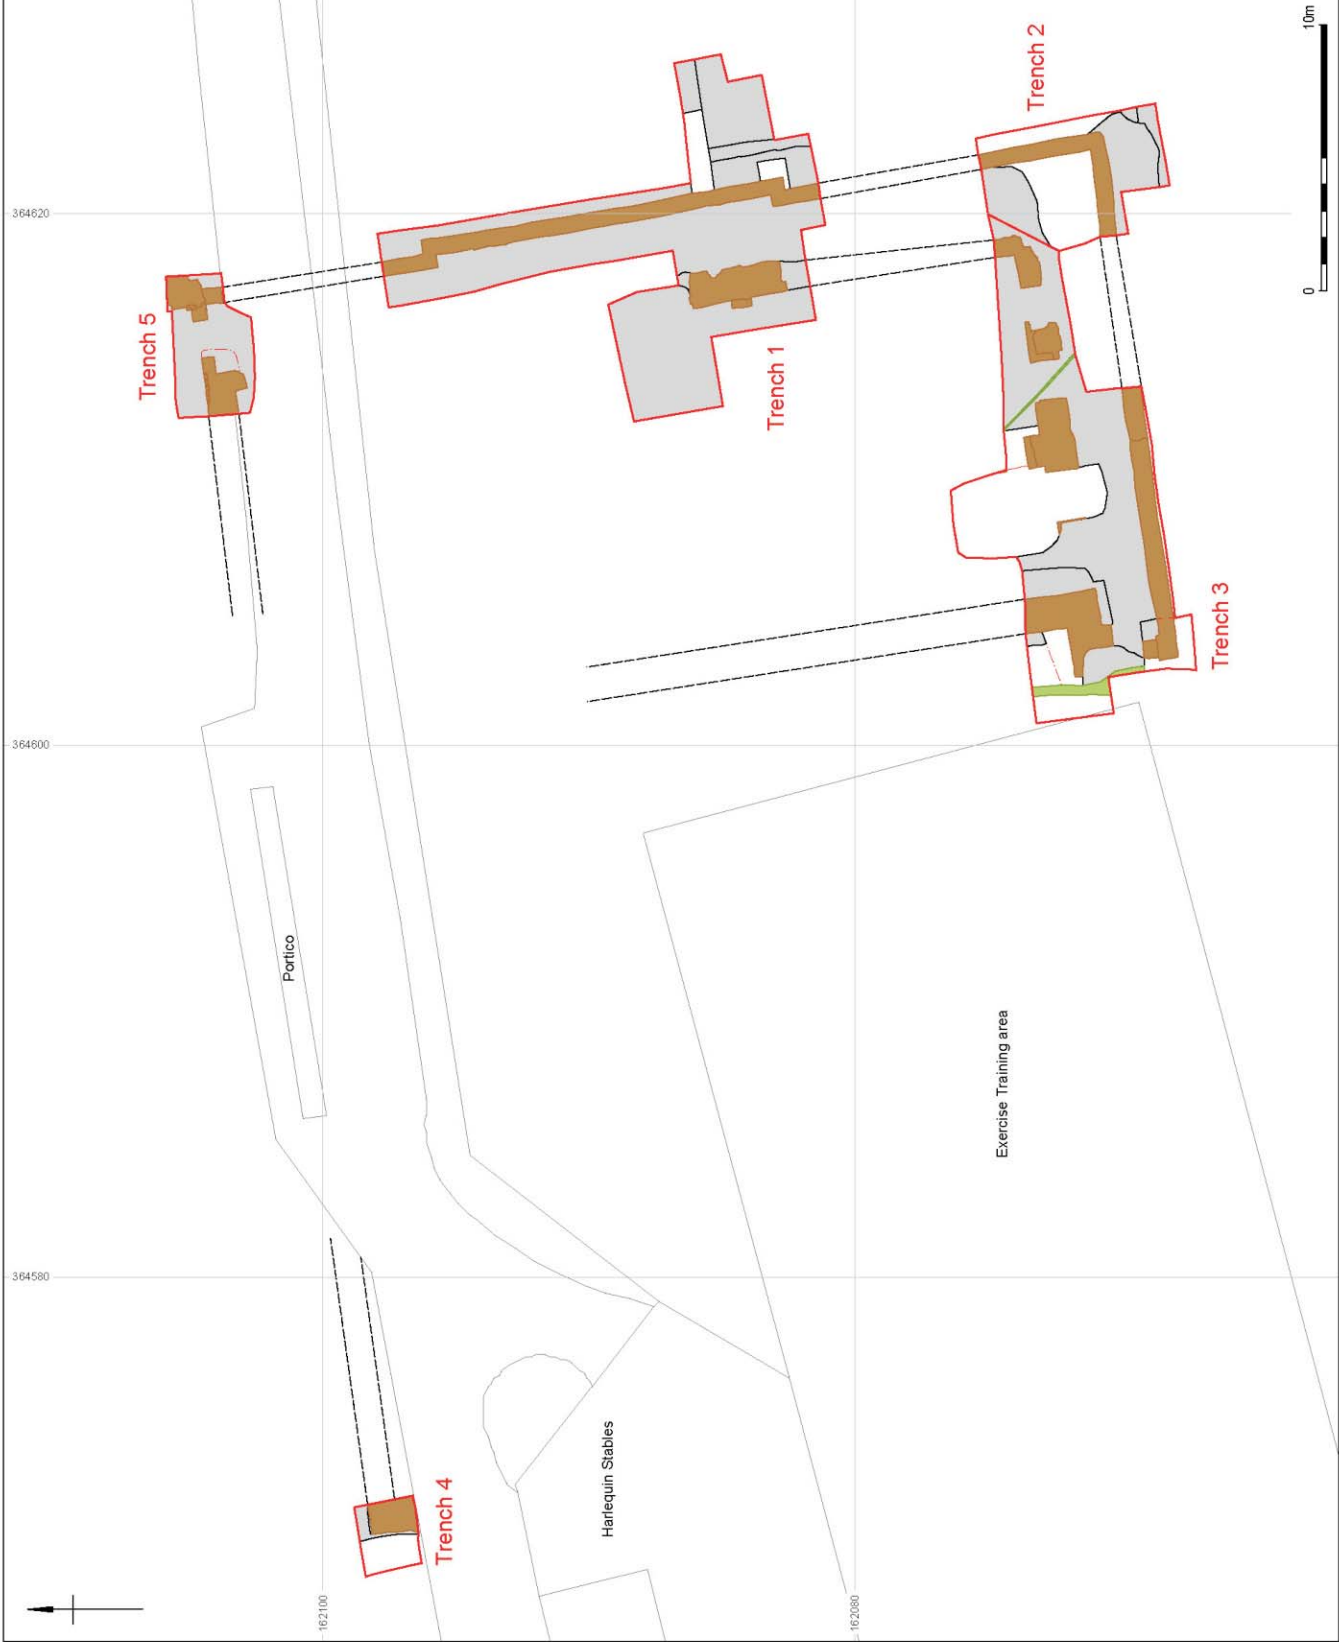 10m
0
Trench 2
364620
Trench 5
Trench 1
Trench 3
364600
Portico
Exercise Training area
364580
Harlequin Stables
Trench 4
162100
162080